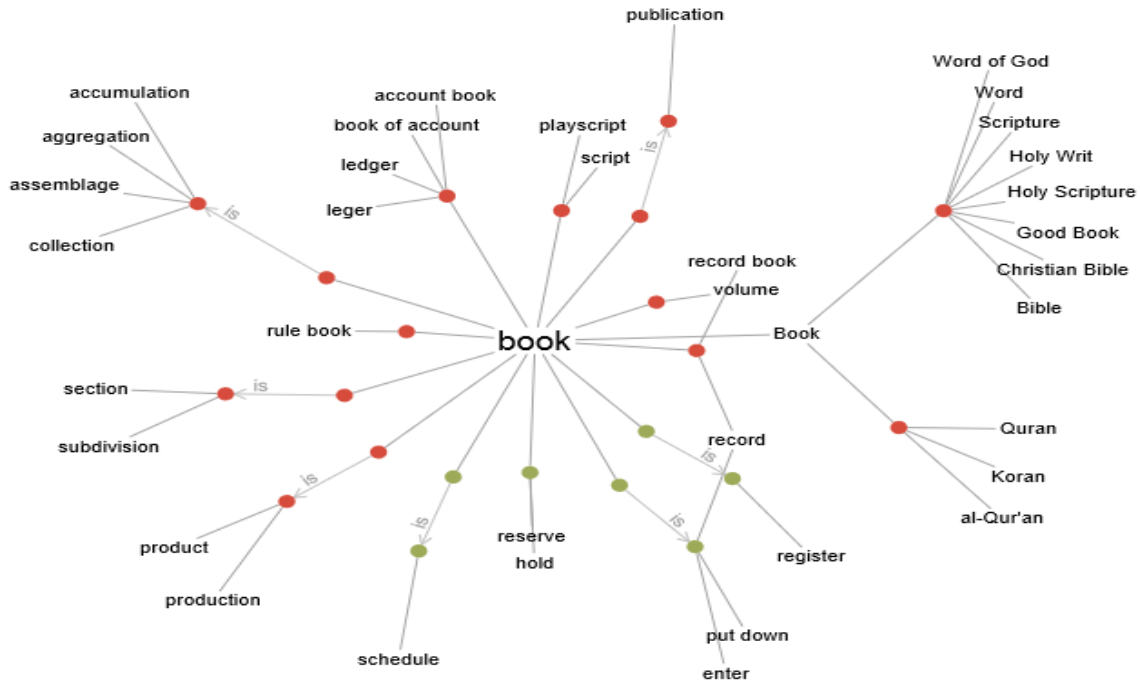 publication
Word of God
accumulation
account book
Word
aggregation
book of account
playscript
Scripture
ledger
script
is
Holy Writ
assemblage
leger
is
Holy Scripture
collection
Good Book
record book
Christian Bible
volume
Bible
rule book
book
Book
section
is
subdivision
record
Quran
is
is
Koran
product
is
is
reserve
al-Qur'an
production
hold
register
schedule
put down
enter